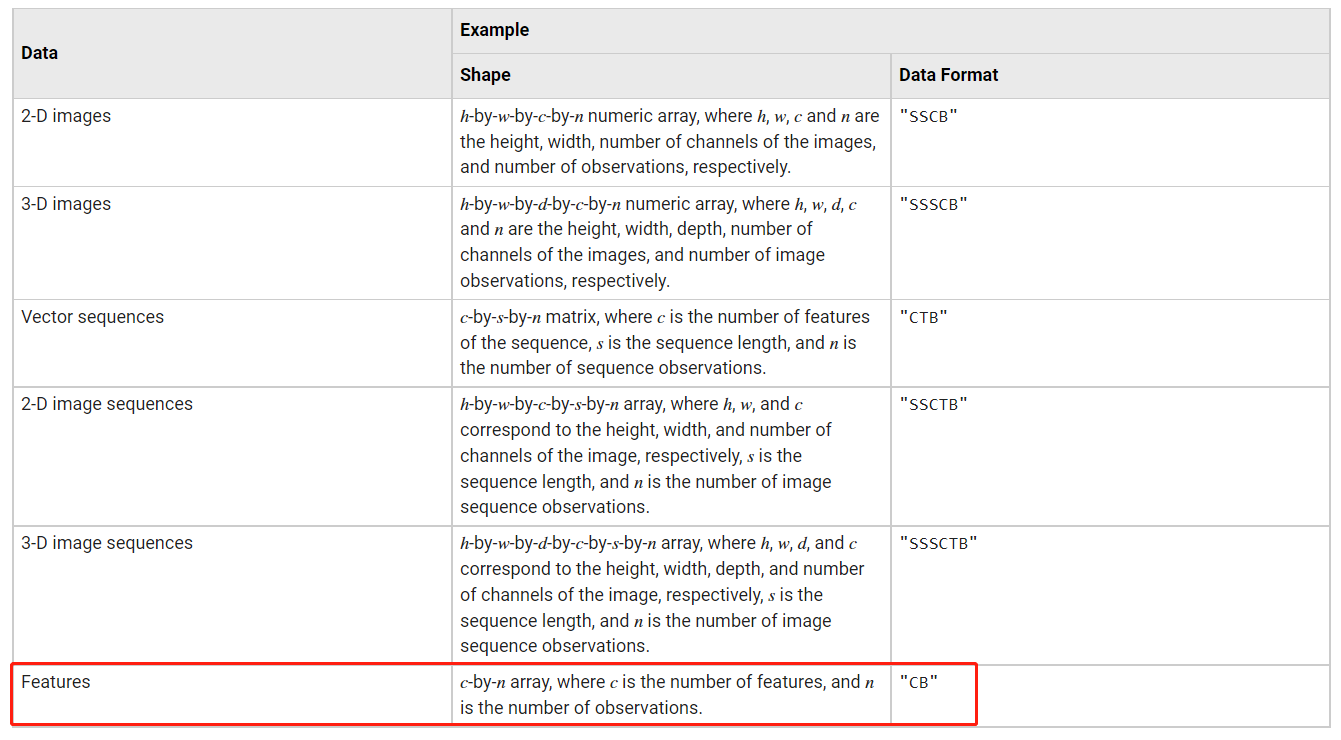 Data
Example
Shape
Data Format
2-D images
h-by-w-by-c-by-n numeric array, where h, w, c and n are
the height, width, number of channels of the images,
and number of observations, respectively.
"SSCB"
3-D images
h-by-w-by-d-by-c-by-n numeric array, where h, w, d, c
and n are the height, width, depth, number of
channels of the images, and number of image
observations, respectively.
"SSSCB"
Vector sequences
c-by-s-by-n matrix, where c is the number of features
of the sequence, s is the sequence length, and n is
the number of sequence observations.
"CTB"
2-D image sequences
h-by-w-by-c-by-s-by-n array, where h, w, and c
correspond to the height, width, and number of
channels of the image, respectively, s is the
sequence length, and n is the number of image
sequence observations.
"SSCTB"
3-D image sequences
h-by-w-by-d-by-c-by-s-by-n array, where h, w, d, and c
correspond to the height, width, depth, and number
of channels of the image, respectively, s is the
sequence length, and n is the number of image
sequence observations.
"SSSCTB"
Features
c-by-n array, where c is the number of features, and n
is the number of observations.
"CB"